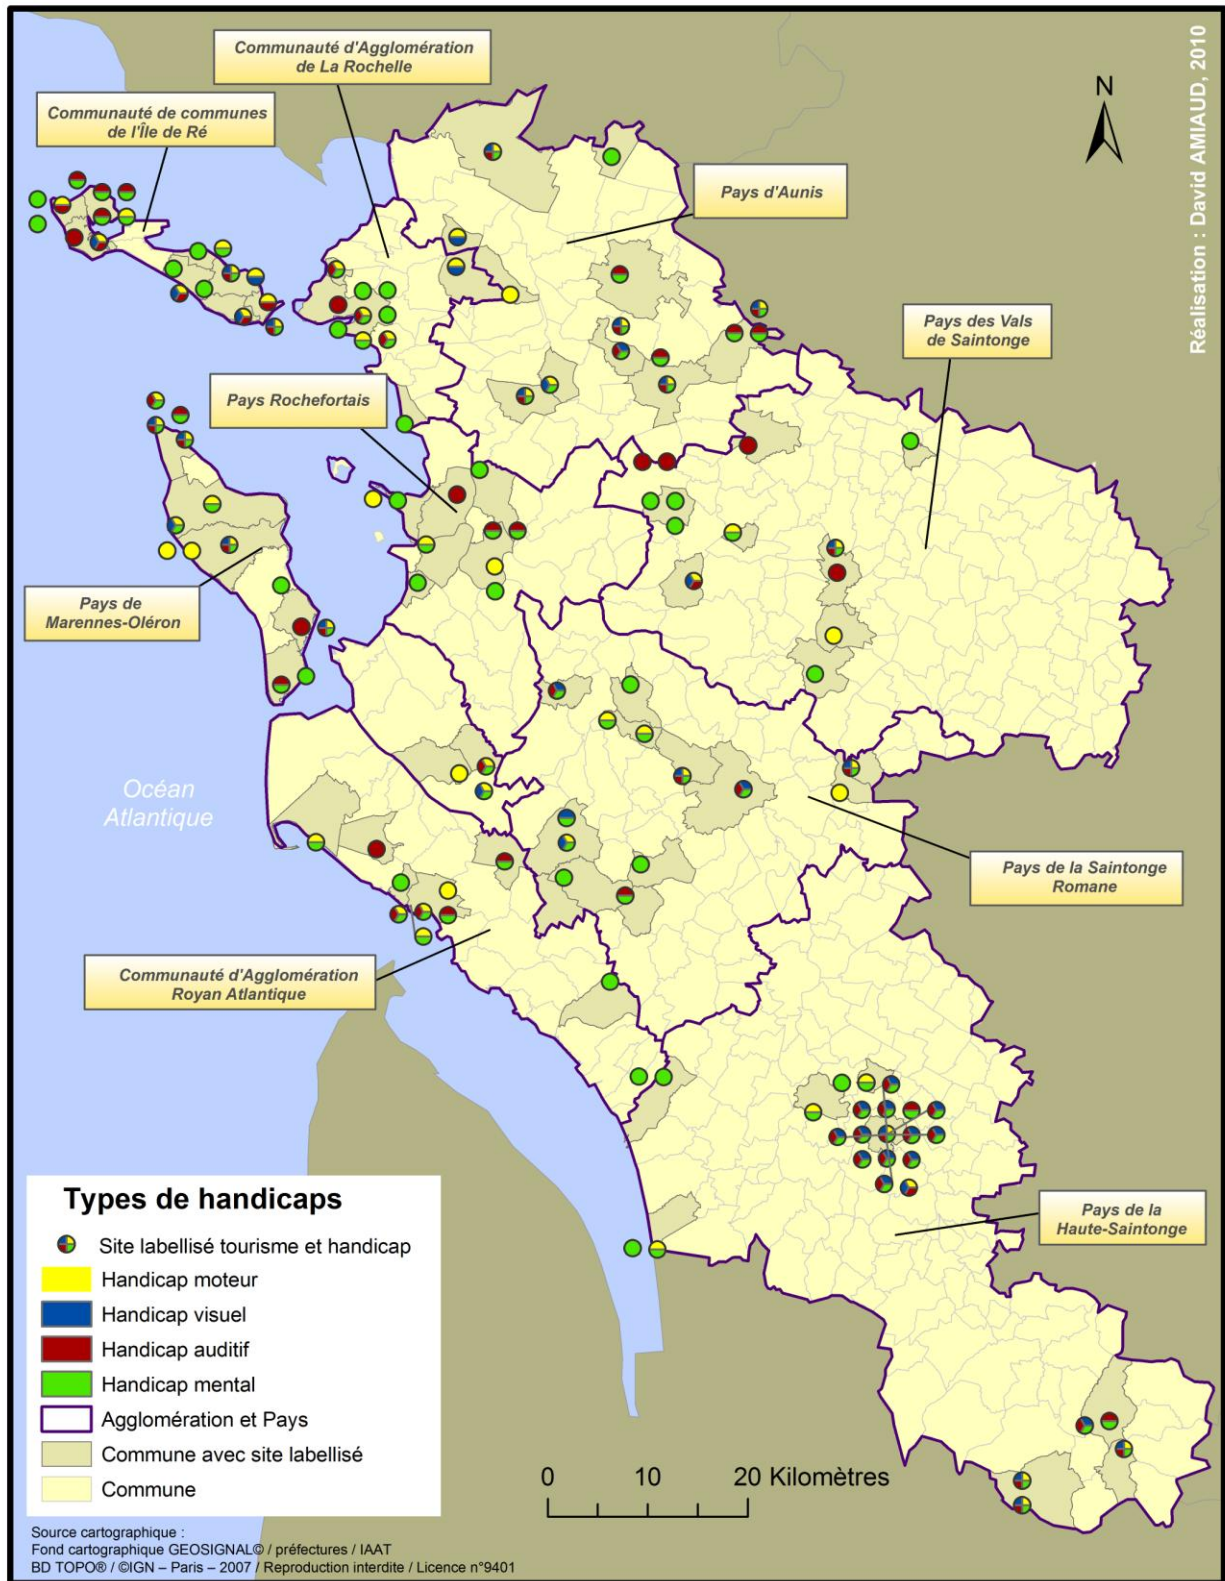 Communauté d'Agglomération
de La Rochelle
Communauté de communes
de l'Île de Ré
N
Réalisation : David AMIAUD, 2010
Pays d'Aunis
Pays des Vals
de Saintonge
Pays Rochefortais
Pays de
Marennes-Oléron
Océan
Atlantique
Pays de la Saintonge
Romane
Communauté d'Agglomération
Royan Atlantique
Pays de la
Haute-Saintonge
Types de handicaps
Site labellisé tourisme et handicap
Handicap moteur
Handicap visuel
Handicap auditif
Handicap mental
Agglomération et Pays
Commune avec site labellisé
Commune
0 10 20 Kilomètres
Source cartographique :
Fond cartographique GEOSIGNAL© / préfectures / IAAT
BD TOPO® / ©IGN – Paris – 2007 / Reproduction interdite / Licence n°9401